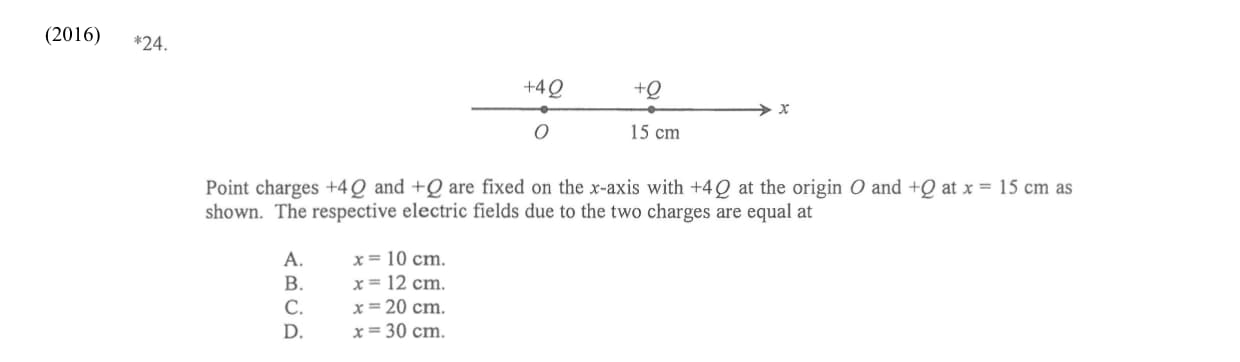 (2016) *24.
+4Q +Q
x
O 15 cm
Point charges +4Q and +Q are fixed on the x-axis with +4Q at the origin O and +Q at x = 15 cm as
shown. The respective electric fields due to the two charges are equal at
A. x = 10 cm.
B. x = 12 cm.
C. x = 20 cm.
D. x = 30 cm.